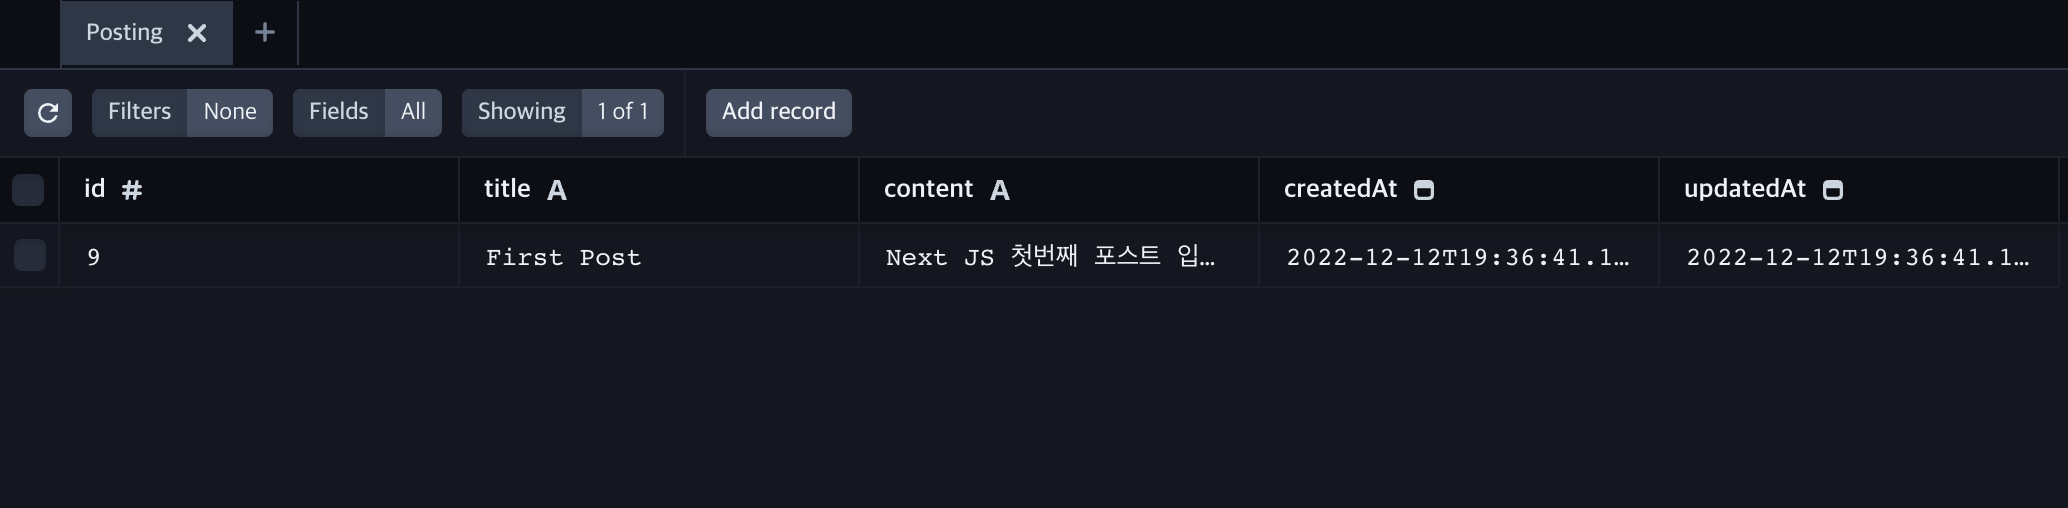 Posting
Filters None Fields All Showing 1 of 1 Add record
id # title A content A createdAt updatedAt
9 First Post Next JS 첫번째 포스트 입… 2022-12-12T19:36:41.1… 2022-12-12T19:36:41.1…